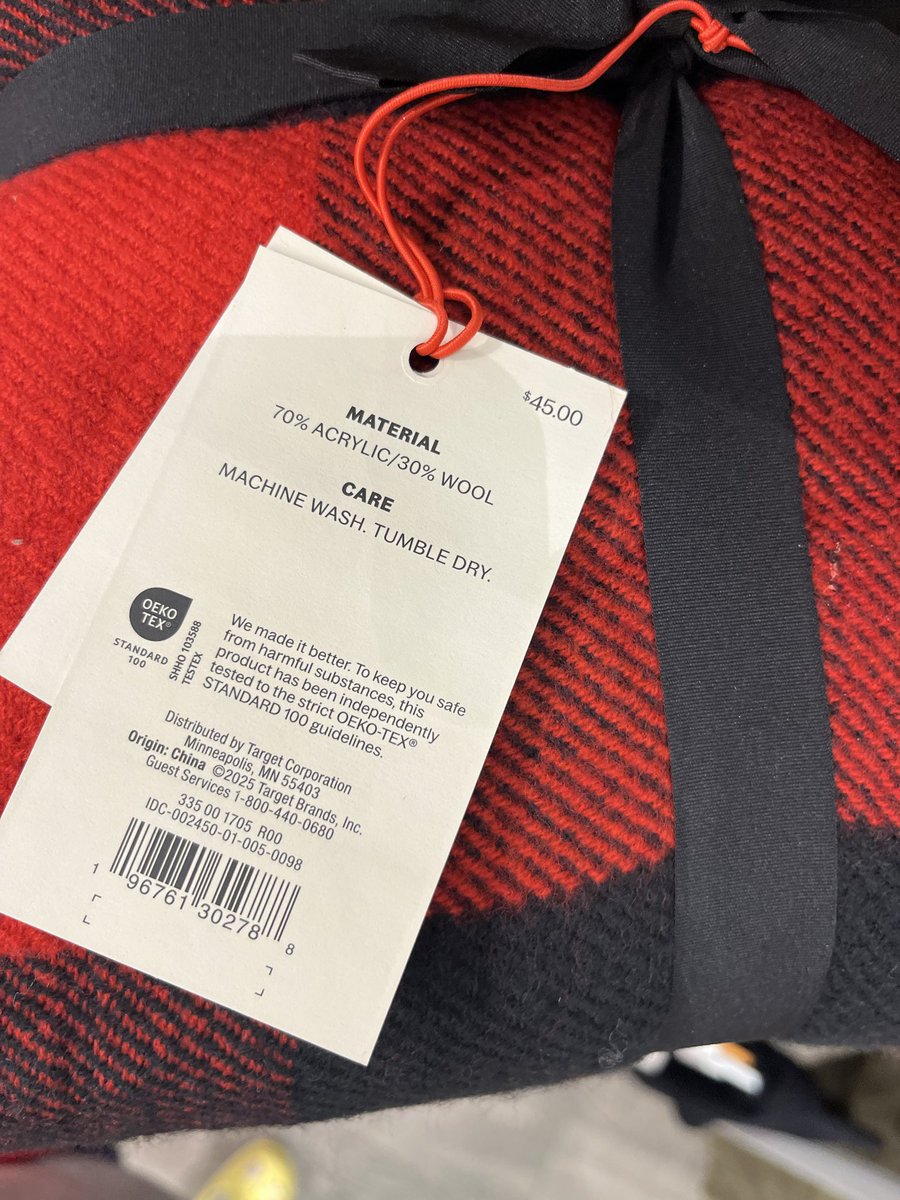 $45.00
MATERIAL
70% ACRYLIC/30% WOOL
CARE
MACHINE WASH. TUMBLE DRY.
OEKO
TEX®
STANDARD
100
SHHO 103588
TESTEX
We made it better. To keep you safe
from harmful substances, this
product has been independently
tested to the strict OEKO-TEX®
STANDARD 100 guidelines.
Distributed by Target Corporation
Minneapolis, MN 55403
Origin: China ©2025 Target Brands, Inc.
Guest Services 1-800-440-0680
335 00 1705 R00
IDC-002450-01-005-0098
1 96761 30278 8